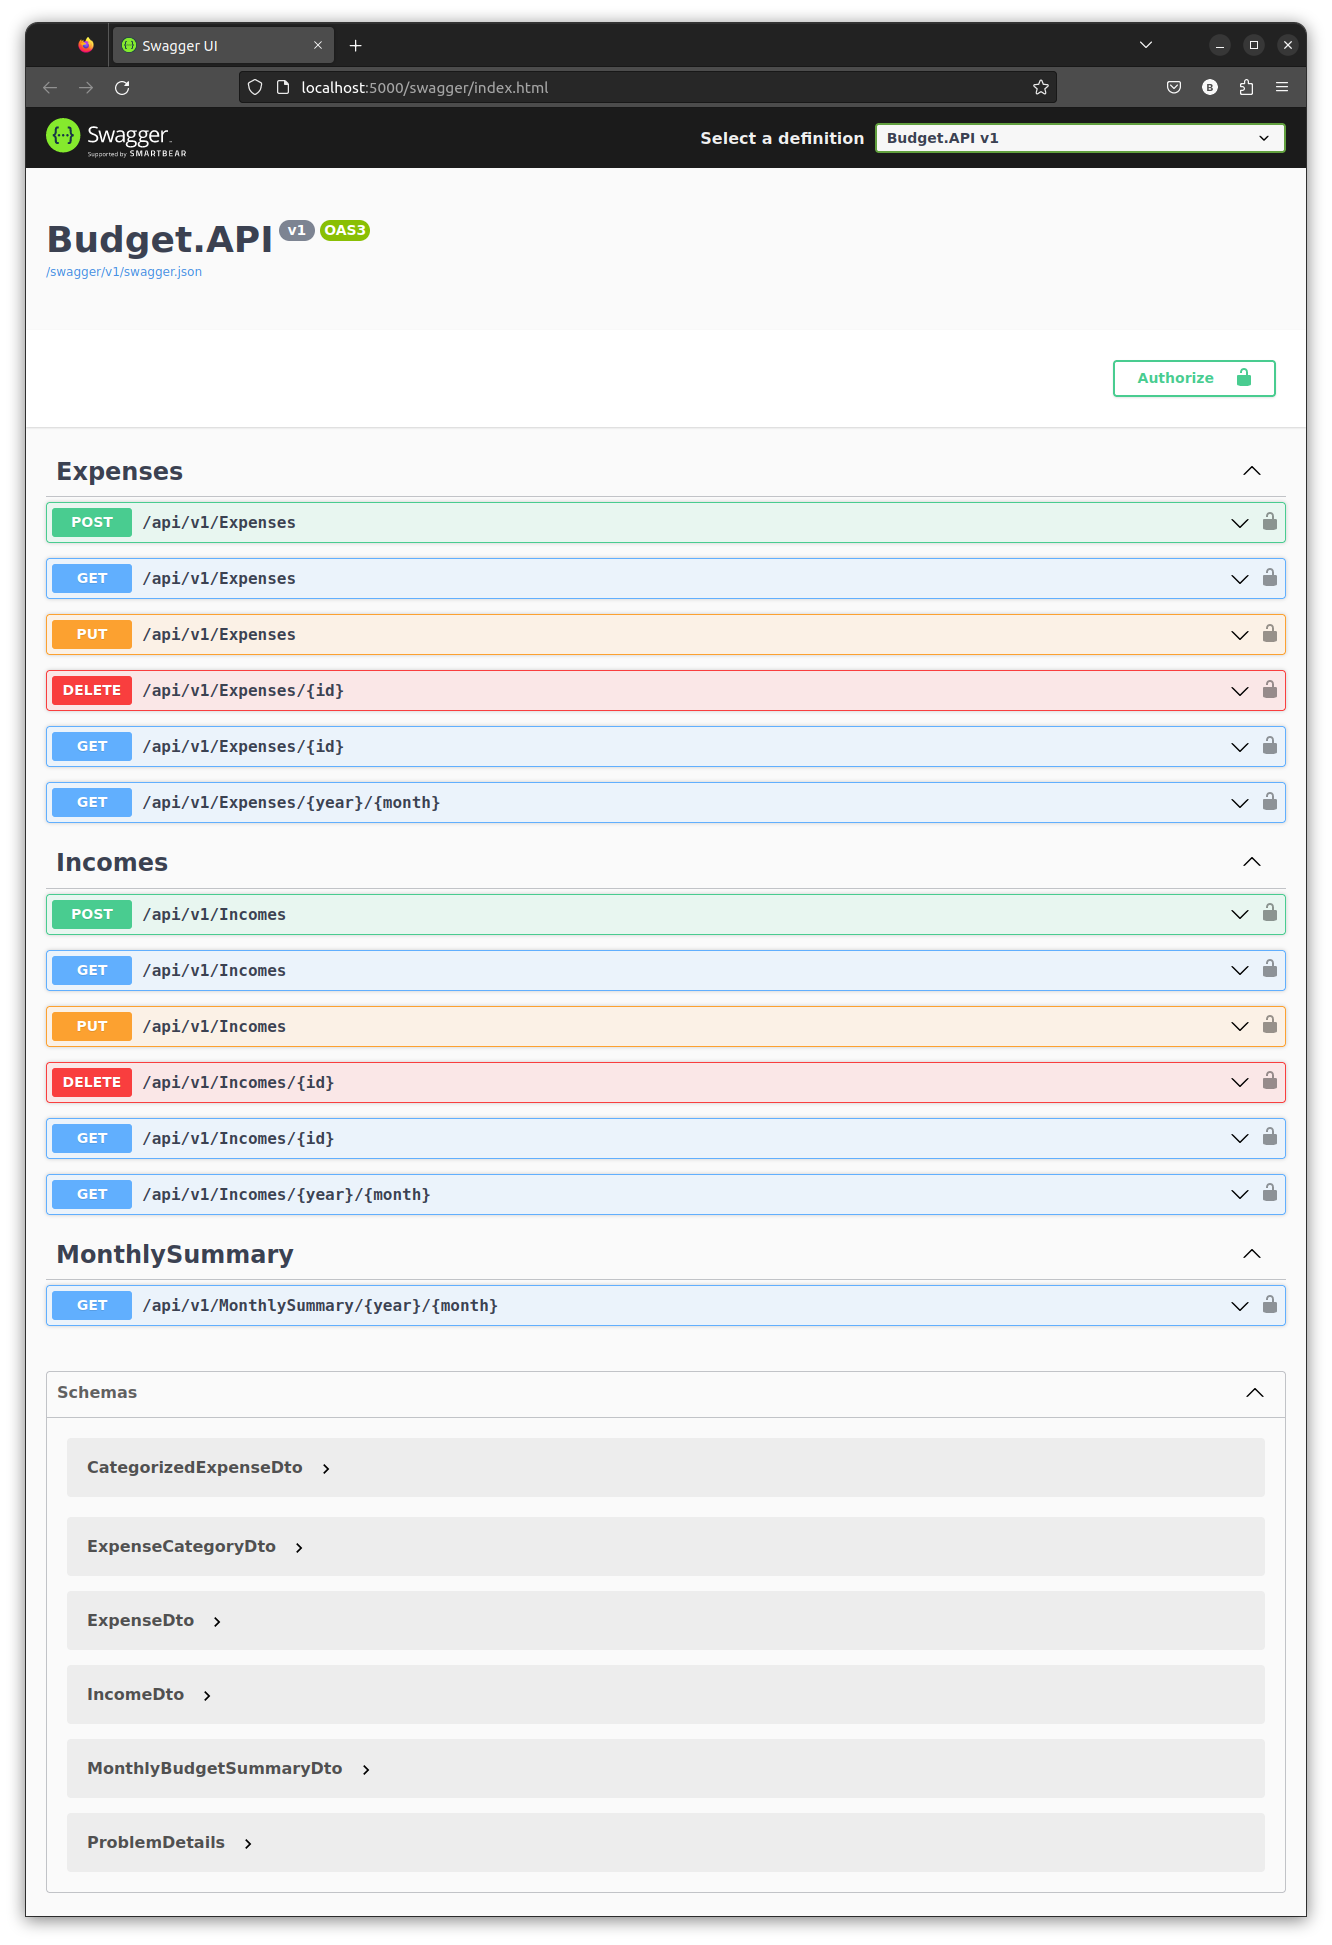 Swagger UI
localhost:5000/swagger/index.html
B
{···} Swagger.
Supported by SMARTBEAR
Select a definition
Budget.API v1
Budget.API v1 OAS3
/swagger/v1/swagger.json
Authorize
Expenses
POST /api/v1/Expenses
GET /api/v1/Expenses
PUT /api/v1/Expenses
DELETE /api/v1/Expenses/{id}
GET /api/v1/Expenses/{id}
GET /api/v1/Expenses/{year}/{month}
Incomes
POST /api/v1/Incomes
GET /api/v1/Incomes
PUT /api/v1/Incomes
DELETE /api/v1/Incomes/{id}
GET /api/v1/Incomes/{id}
GET /api/v1/Incomes/{year}/{month}
MonthlySummary
GET /api/v1/MonthlySummary/{year}/{month}
Schemas
CategorizedExpenseDto
ExpenseCategoryDto
ExpenseDto
IncomeDto
MonthlyBudgetSummaryDto
ProblemDetails